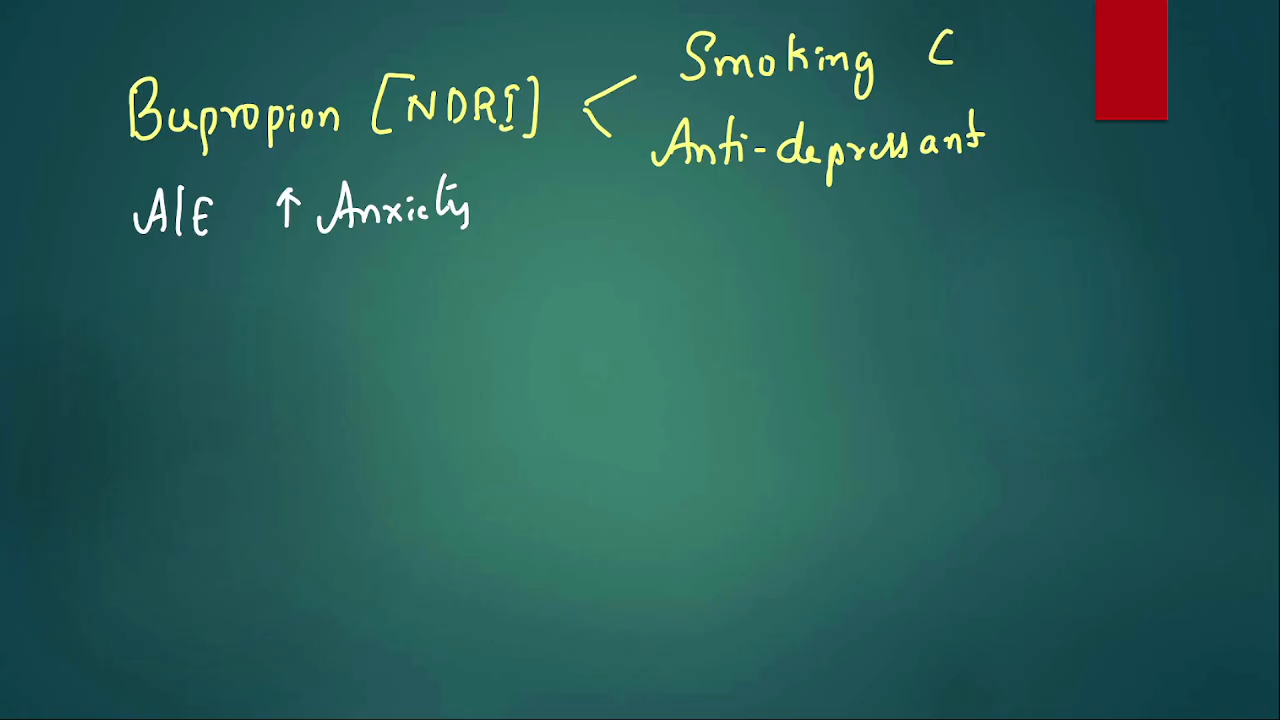 Bupropion [NDRI] < Smoking C
Anti-depressant
A/E ↑ Anxiety